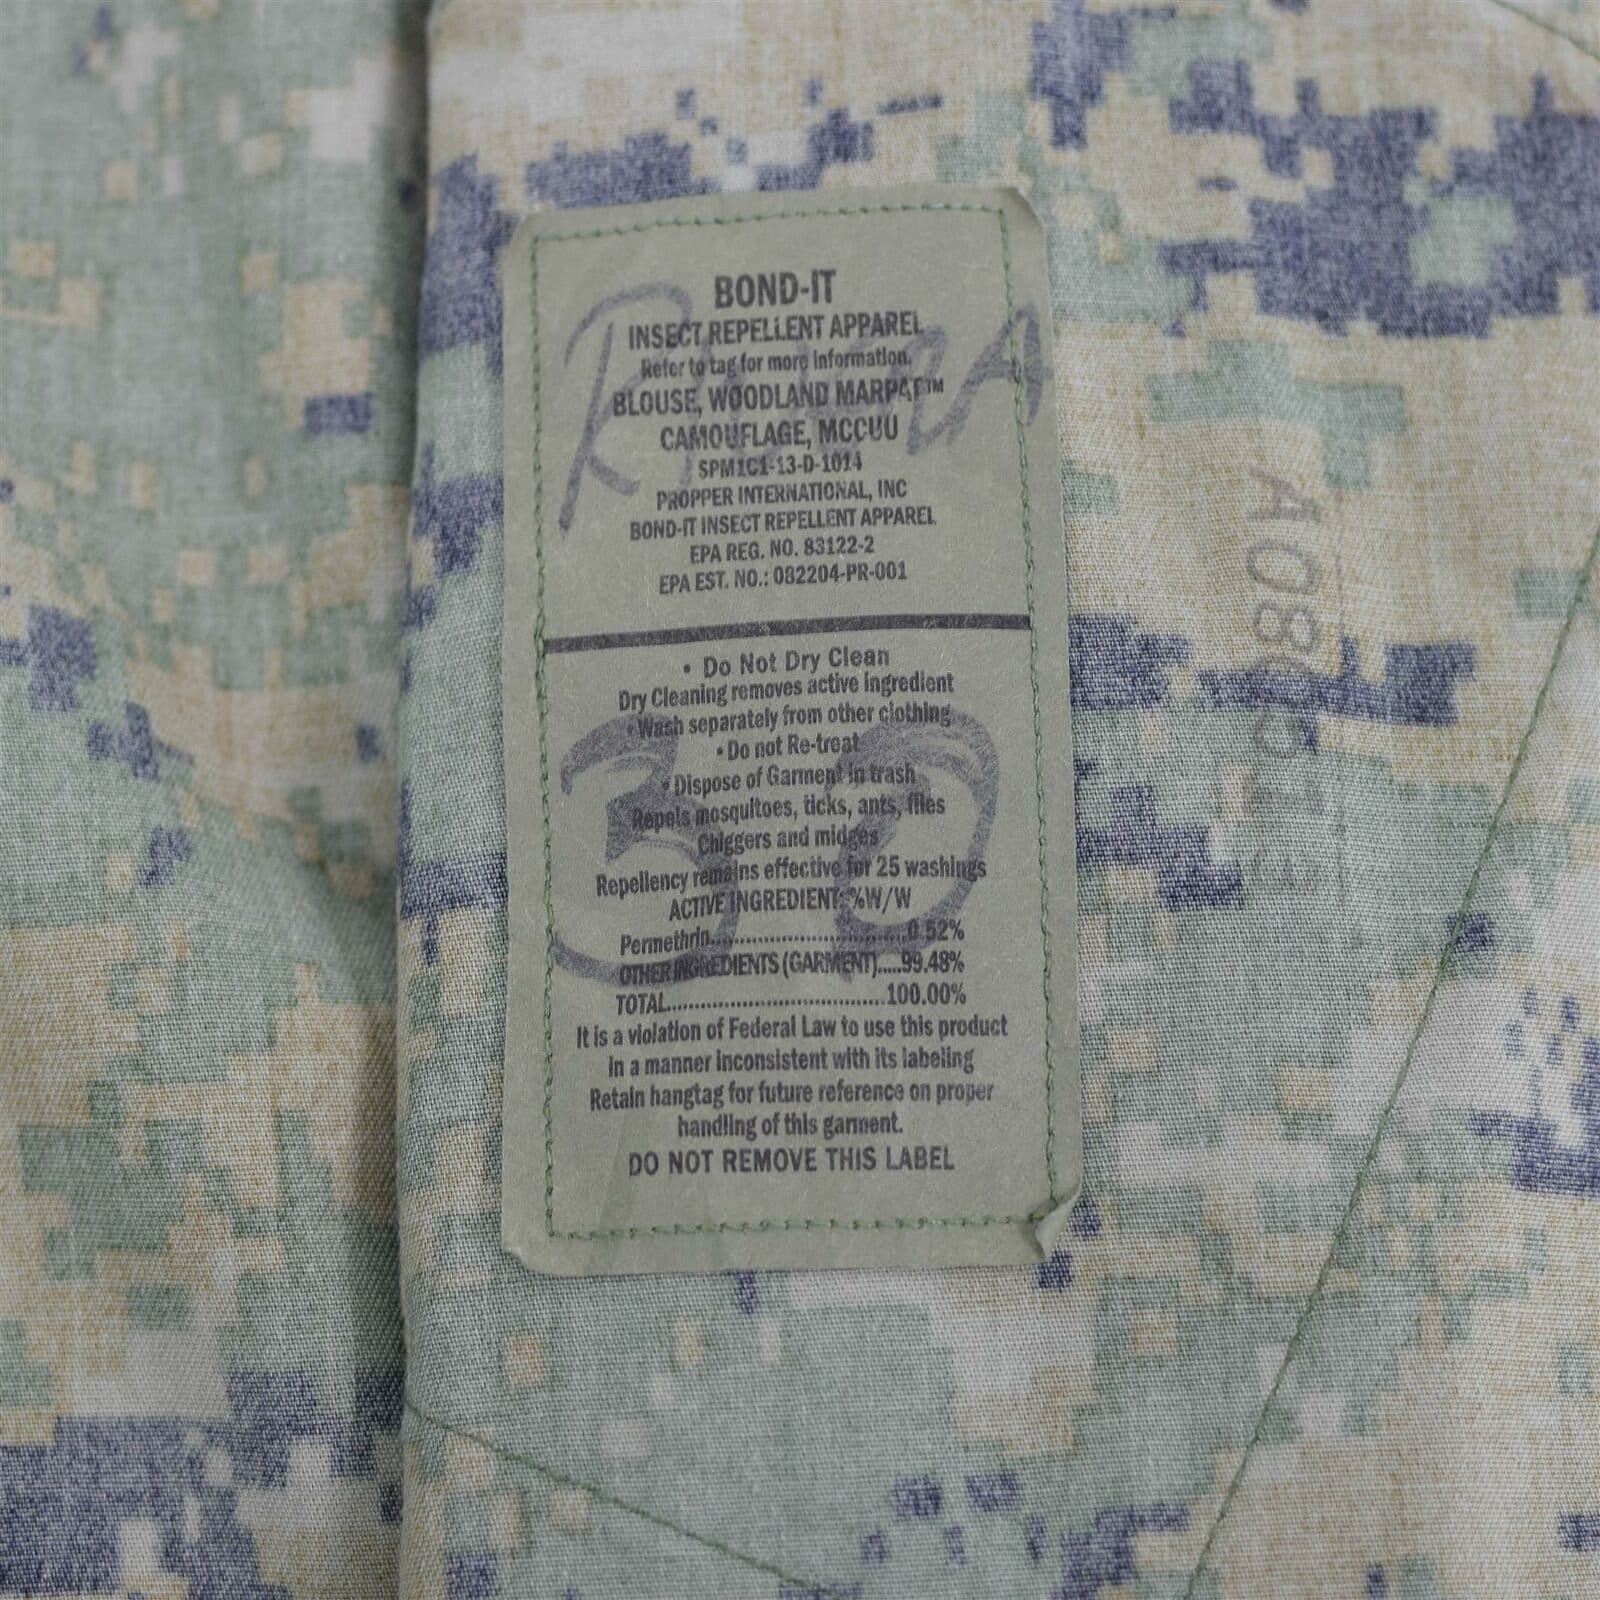 BOND-IT
INSECT REPELLENT APPAREL
Refer to tag for more information.
BLOUSE, WOODLAND MARPAT™
CAMOUFLAGE, MCCUU
SPM1C1-13-D-1014
PROPPER INTERNATIONAL, INC
BOND-IT INSECT REPELLENT APPAREL
EPA REG. NO. 83122-2
EPA EST. NO.: 082204-PR-001
• Do Not Dry Clean
Dry Cleaning removes active ingredient
• Wash separately from other clothing
• Do not Re-treat
• Dispose of Garment in trash
Repels mosquitoes, ticks, ants, flies
Chiggers and midges
Repellency remains effective for 25 washings
ACTIVE INGREDIENT: %W/W
Permethrin..................................0.52%
OTHER INGREDIENTS (GARMENT).....99.48%
TOTAL.....................................100.00%
It is a violation of Federal Law to use this product
in a manner inconsistent with its labeling
Retain hangtag for future reference on proper
handling of this garment.
DO NOT REMOVE THIS LABEL